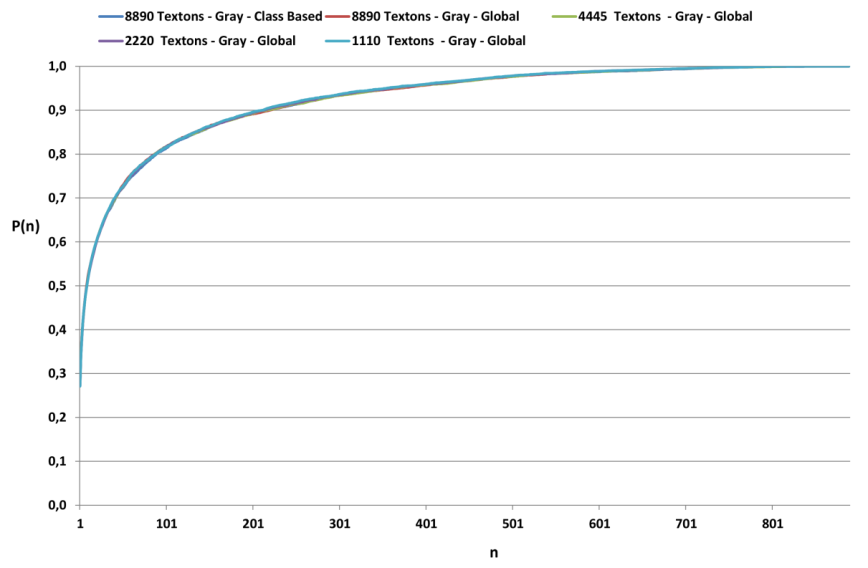 8890 Textons - Gray - Class Based 8890 Textons - Gray - Global 4445 Textons - Gray - Global
2220 Textons - Gray - Global 1110 Textons - Gray - Global
1,0
0,9
0,8
0,7
P(n)
0,6
0,5
0,4
0,3
0,2
0,1
0,0
1 101 201 301 401 501 601 701 801
n